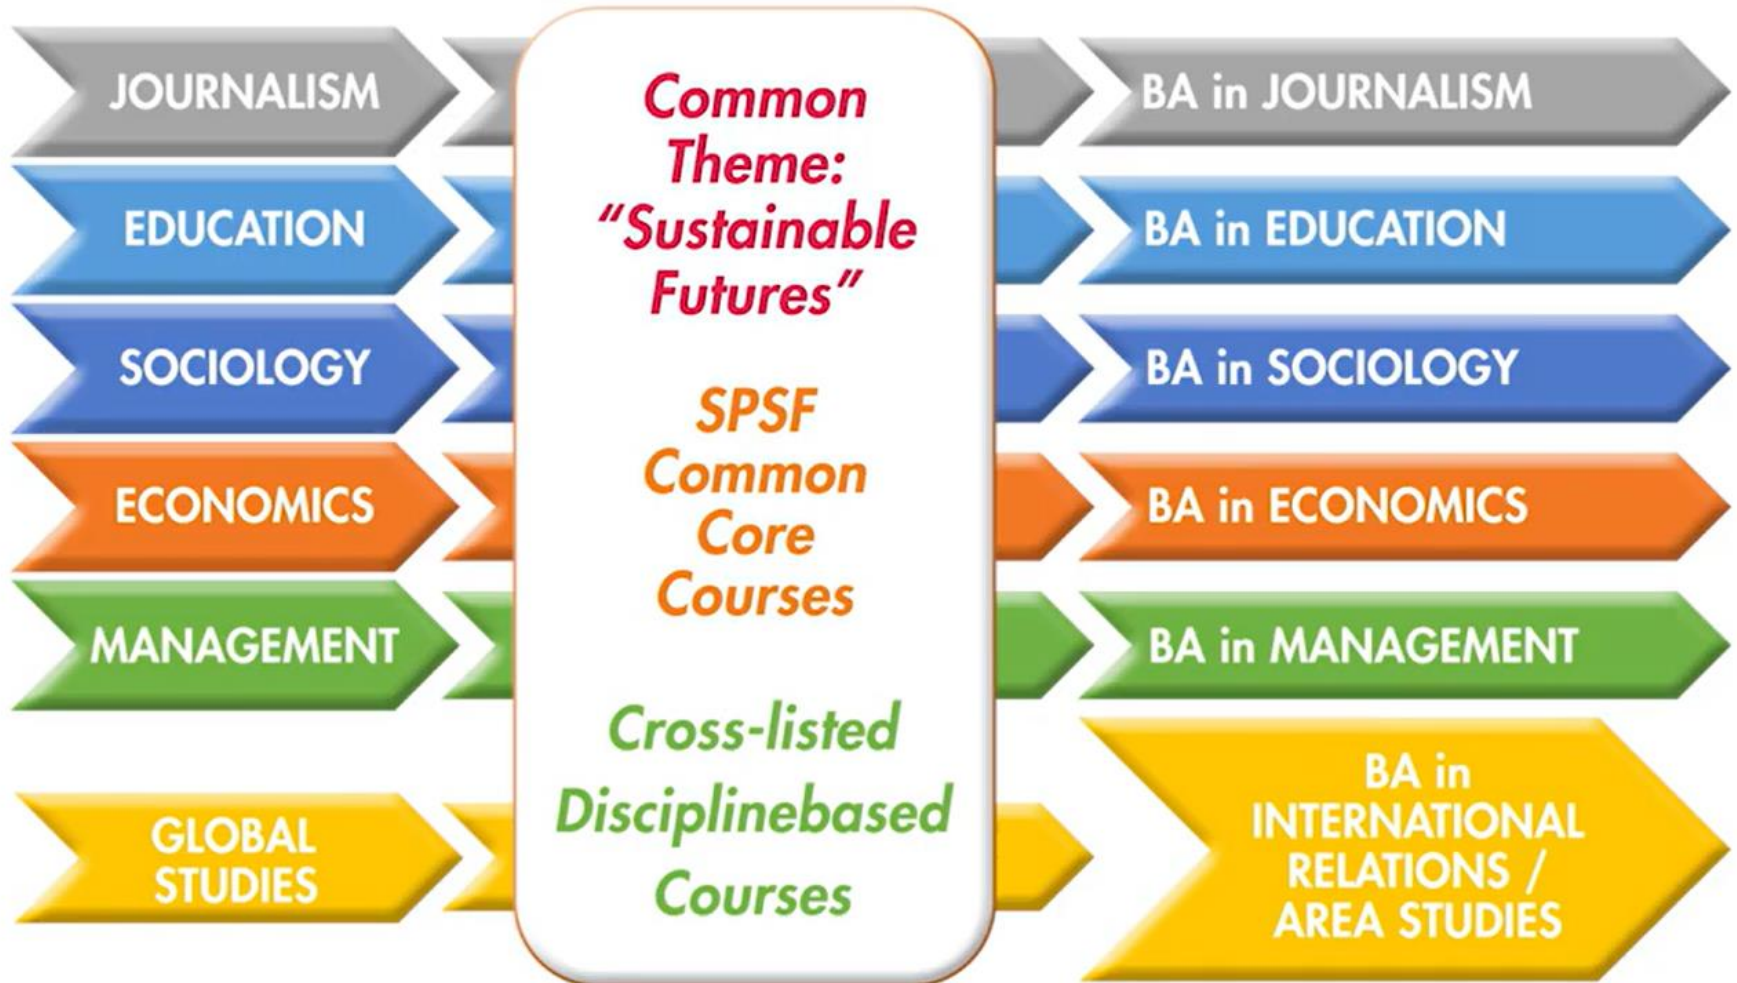 JOURNALISM
EDUCATION
SOCIOLOGY
ECONOMICS
MANAGEMENT
GLOBAL
STUDIES
Common
Theme:
“Sustainable
Futures”
SPSF
Common
Core
Courses
Cross-listed
Disciplinebased
Courses
BA in JOURNALISM
BA in EDUCATION
BA in SOCIOLOGY
BA in ECONOMICS
BA in MANAGEMENT
BA in
INTERNATIONAL
RELATIONS /
AREA STUDIES